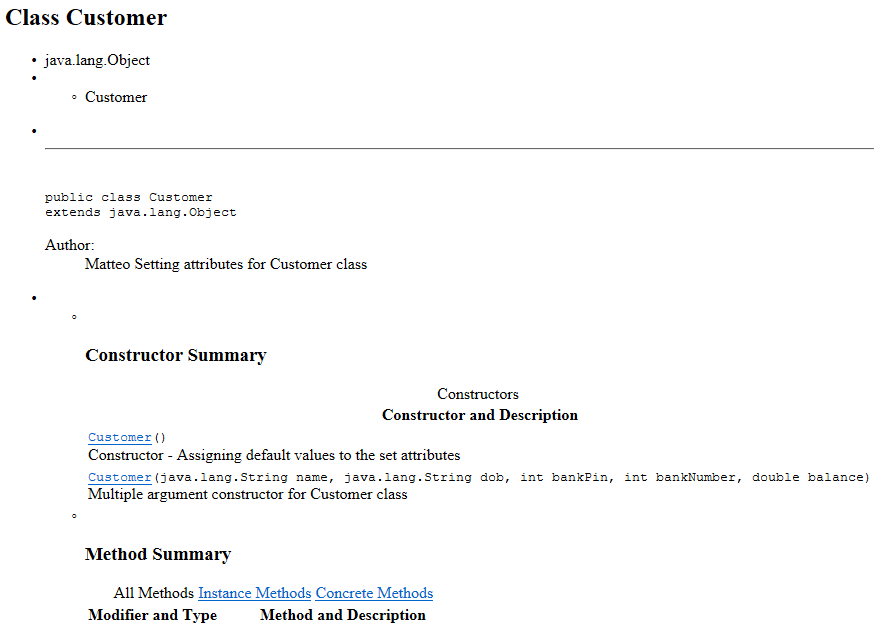 Class Customer
java.lang.Object
Customer
public class Customer
extends java.lang.Object
Author:
Matteo Setting attributes for Customer class
Constructor Summary
Constructors
Constructor and Description
Customer()
Constructor - Assigning default values to the set attributes
Customer(java.lang.String name, java.lang.String dob, int bankPin, int bankNumber, double balance)
Multiple argument constructor for Customer class
Method Summary
All Methods Instance Methods Concrete Methods
Modifier and Type Method and Description